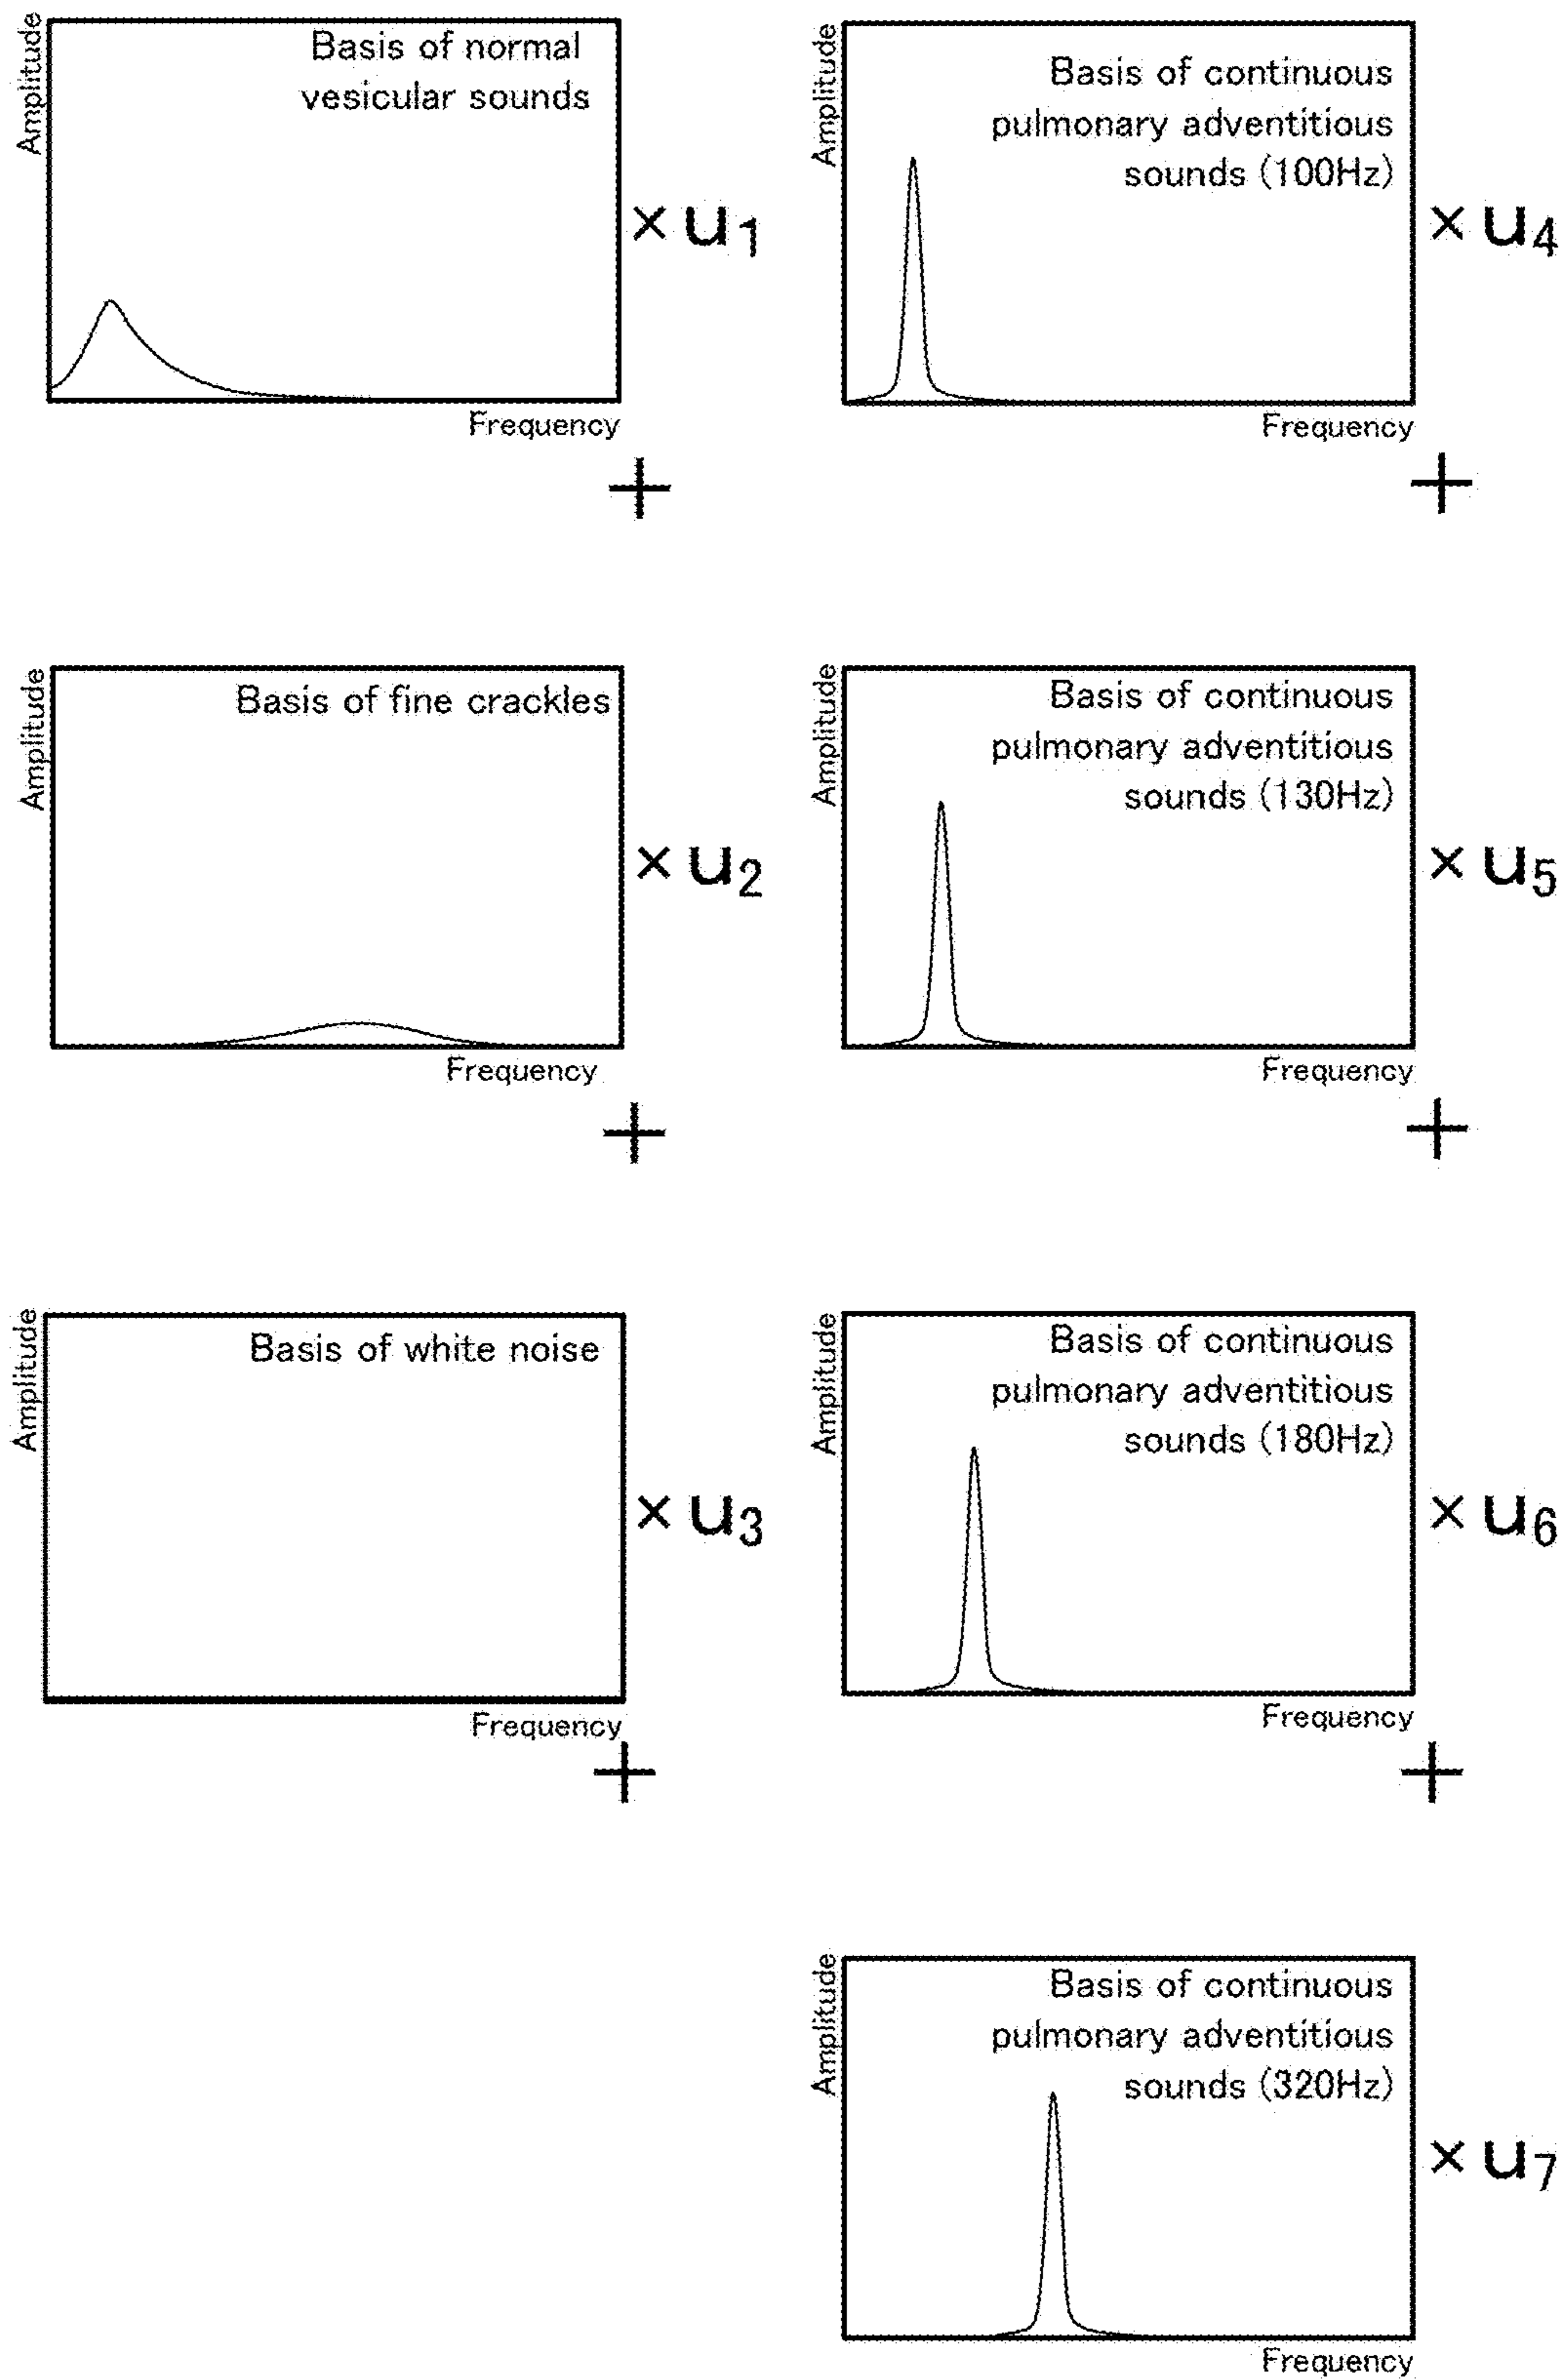 Amplitude
Basis of normal
vesicular sounds
Frequency
× u1
+
Amplitude
Basis of fine crackles
Frequency
× u2
+
Amplitude
Basis of white noise
Frequency
× u3
+
Amplitude
Basis of continuous
pulmonary adventitious
sounds (100Hz)
Frequency
× u4
+
Amplitude
Basis of continuous
pulmonary adventitious
sounds (130Hz)
Frequency
× u5
+
Amplitude
Basis of continuous
pulmonary adventitious
sounds (180Hz)
Frequency
× u6
+
Amplitude
Basis of continuous
pulmonary adventitious
sounds (320Hz)
Frequency
× u7